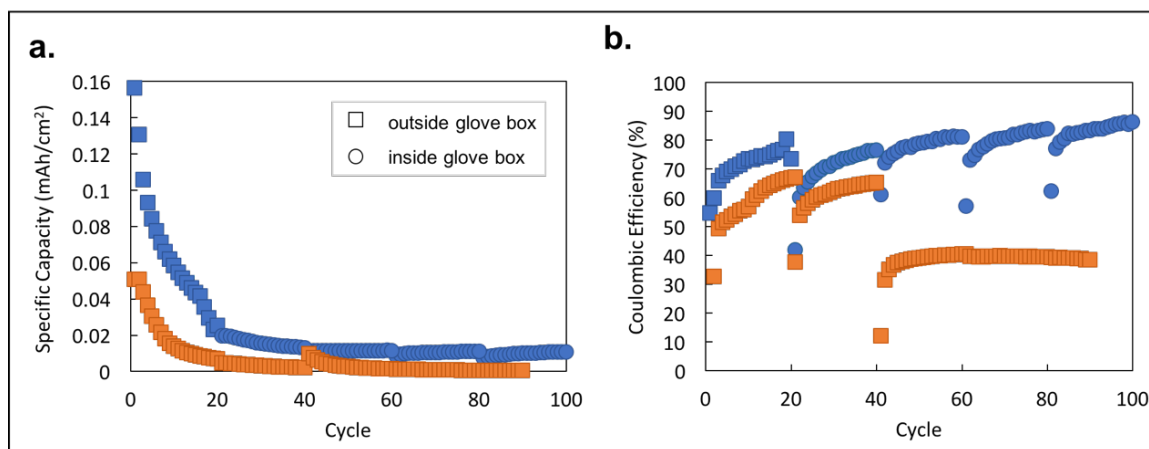 a.
Specific Capacity (mAh/cm²)
0.16
0.14
0.12
0.1
0.08
0.06
0.04
0.02
0
outside glove box
inside glove box
0 20 40 60 80 100
Cycle
b.
Coulombic Efficiency (%)
100
90
80
70
60
50
40
30
20
10
0
0 20 40 60 80 100
Cycle